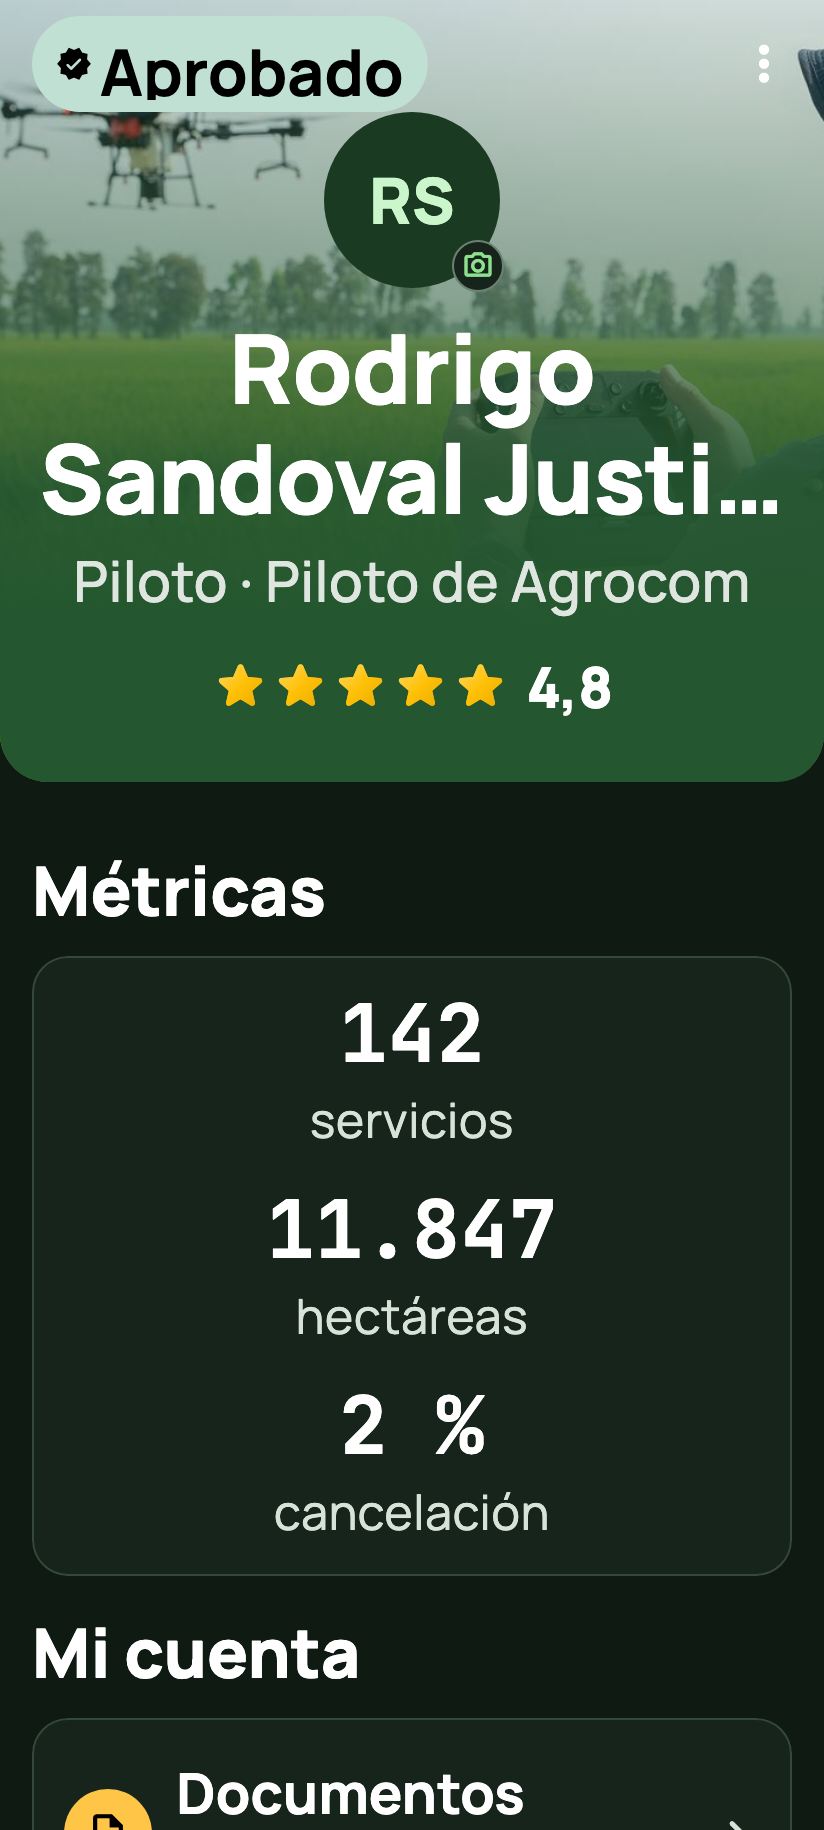 Aprobado
RS
Rodrigo
Sandoval Justi...
Piloto · Piloto de Agrocom
4,8
Métricas
142
servicios
11.847
hectáreas
2 %
cancelación
Mi cuenta
Documentos